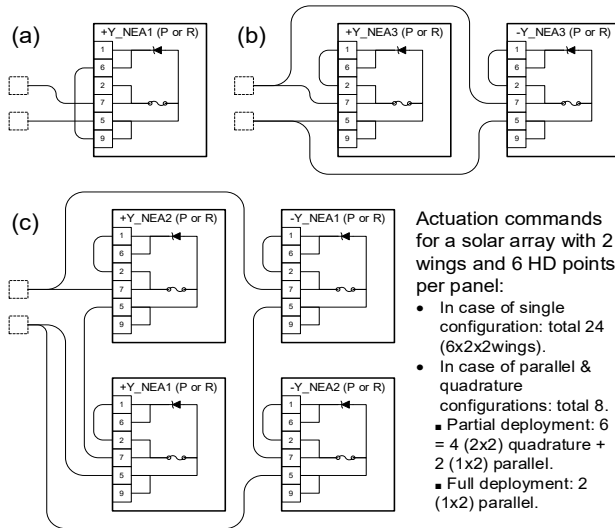 (a)
+Y_NEA1 (P or R)
1
6
2
7
5
9
(b)
+Y_NEA3 (P or R)
1
6
2
7
5
9
-Y_NEA3 (P or R)
1
6
2
7
5
9
(c)
+Y_NEA2 (P or R)
1
6
2
7
5
9
-Y_NEA1 (P or R)
1
6
2
7
5
9
+Y_NEA1 (P or R)
1
6
2
7
5
9
-Y_NEA2 (P or R)
1
6
2
7
5
9
Actuation commands
for a solar array with 2
wings and 6 HD points
per panel:
• In case of single
configuration: total 24
(6x2x2wings).
• In case of parallel &
quadrature
configurations: total 8.
▪ Partial deployment: 6
= 4 (2x2) quadrature +
2 (1x2) parallel.
▪ Full deployment: 2
(1x2) parallel.